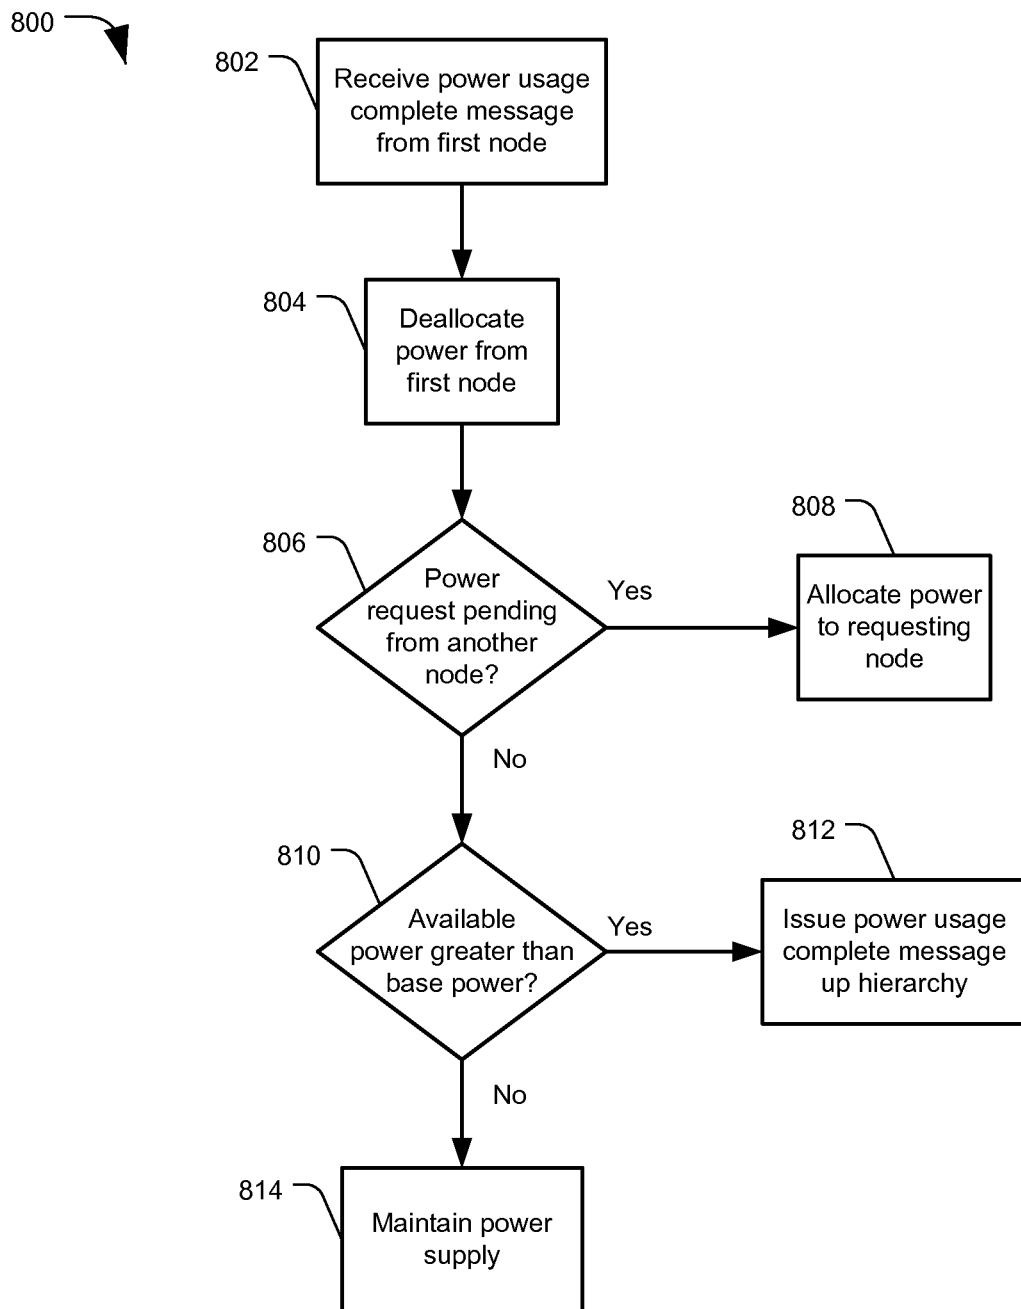 800
802
Receive power usage
complete message
from first node
804
Deallocate
power from
first node
806
Power
request pending
from another
node?
Yes
808
Allocate power
to requesting
node
No
810
Available
power greater than
base power?
Yes
812
Issue power usage
complete message
up hierarchy
No
814
Maintain power
supply